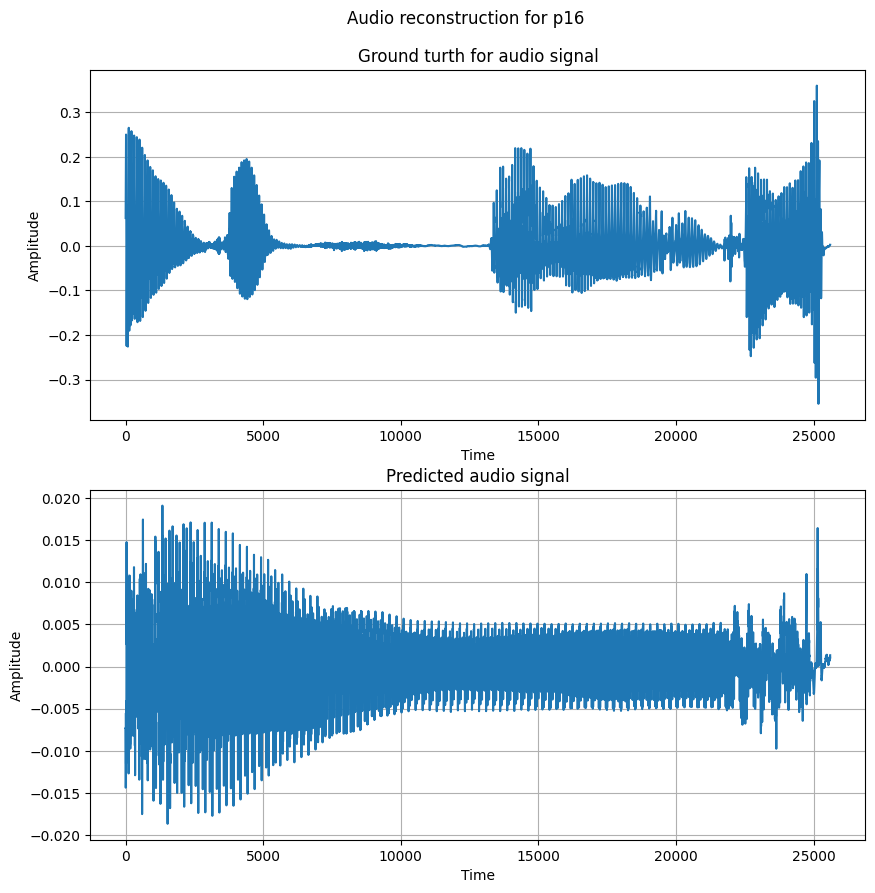 Audio reconstruction for p16
Ground turth for audio signal
0.3
0.2
0.1
0.0
−0.1
−0.2
−0.3
Amplitude
0 5000 10000 15000 20000 25000
Time
Predicted audio signal
0.020
0.015
0.010
0.005
0.000
−0.005
−0.010
−0.015
−0.020
Amplitude
0 5000 10000 15000 20000 25000
Time